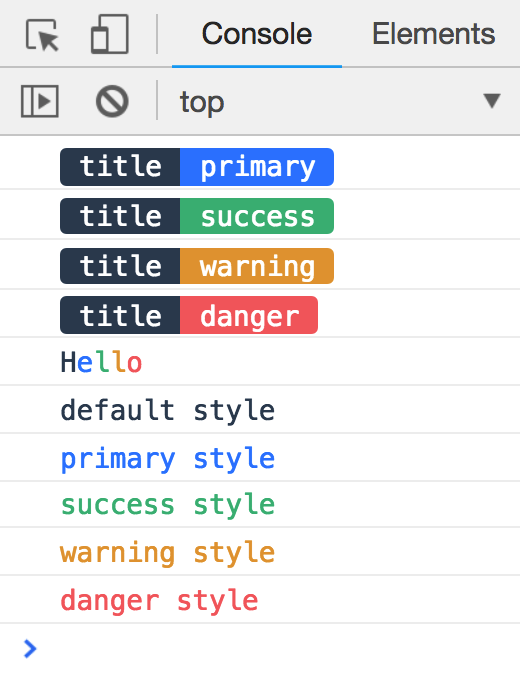 Console Elements
top
title primary
title success
title warning
title danger
Hello
default style
primary style
success style
warning style
danger style